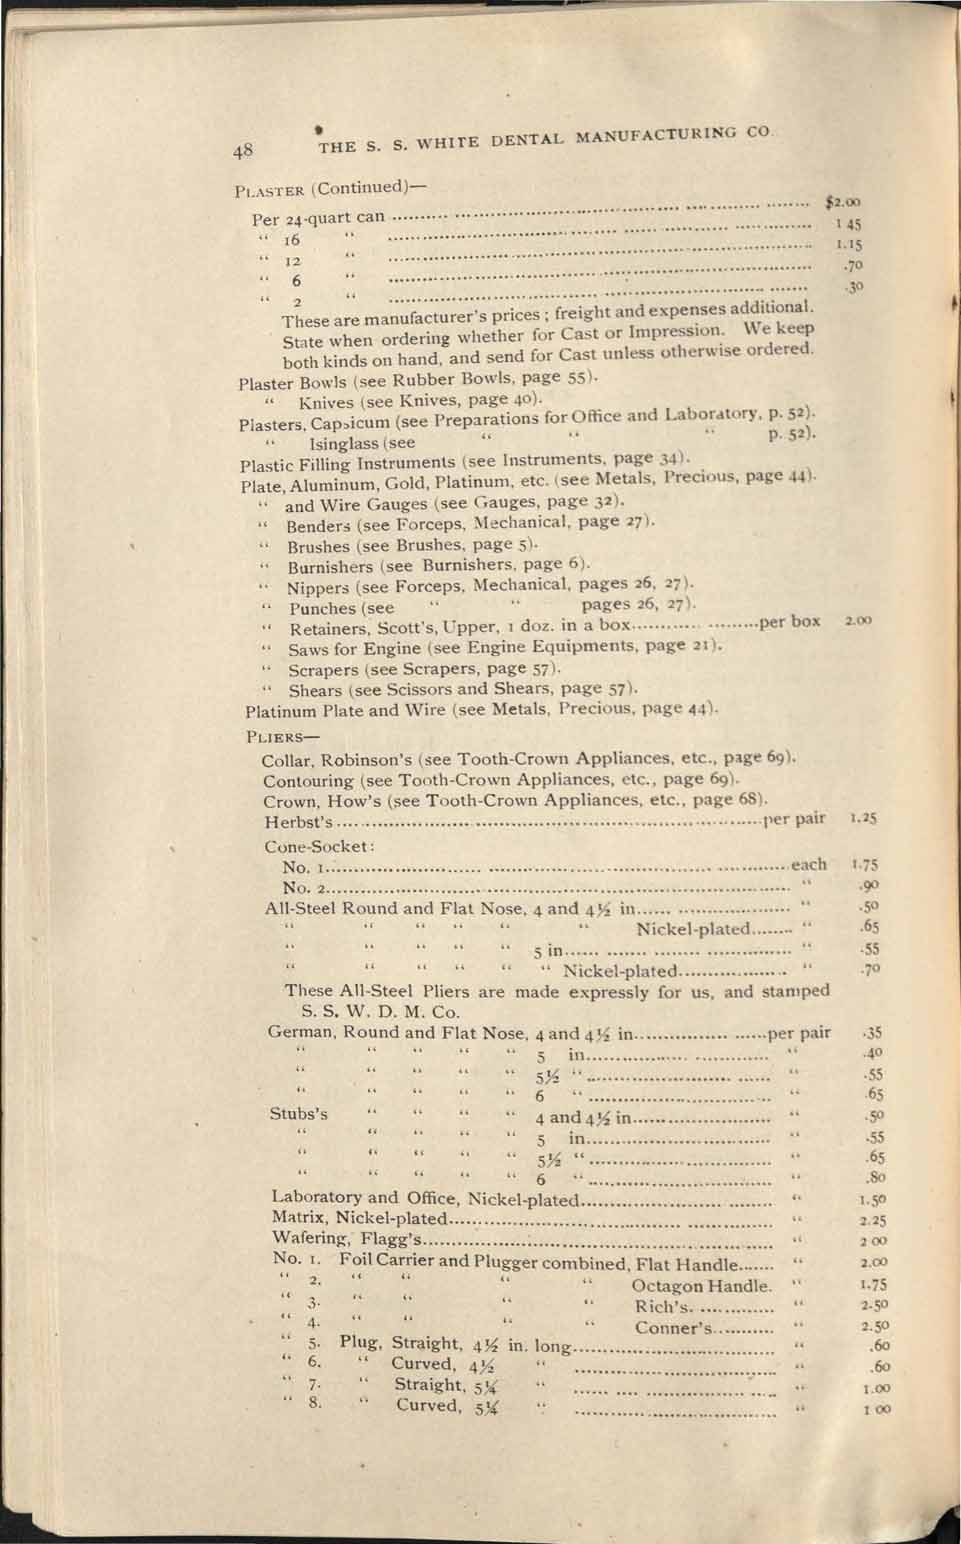 48 THE S. S. WHITE DENTAL MANUFACTURING CO.
PLASTER (Continued)—
Per 24-quart can .......... $2.00
“ 16 “ .......... 1 45
“ 12 “ .......... 1.15
“ 6 “ .......... .70
“ 2 “ .......... .30
These are manufacturer's prices; freight and expenses additional.
State when ordering whether for Cast or Impression. We keep
both kinds on hand, and send for Cast unless otherwise ordered.
Plaster Bowls (see Rubber Bowls, page 55).
“ Knives (see Knives, page 40).
Plasters, Capsicum (see Preparations for Office and Laboratory, p. 52).
“ Isinglass (see “ “ “ p. 52).
Plastic Filling Instruments (see Instruments, page 34).
Plate, Aluminum, Gold, Platinum, etc. (see Metals, Precious, page 44).
“ and Wire Gauges (see Gauges, page 32).
“ Benders (see Forceps, Mechanical, page 27).
“ Brushes (see Brushes, page 5).
“ Burnishers (see Burnishers, page 6).
“ Nippers (see Forceps, Mechanical, pages 26, 27).
“ Punches (see “ “ pages 26, 27).
“ Retainers, Scott's, Upper, 1 doz. in a box .......... per box 2.00
“ Saws for Engine (see Engine Equipments, page 21).
“ Scrapers (see Scrapers, page 57).
“ Shears (see Scissors and Shears, page 57).
Platinum Plate and Wire (see Metals, Precious, page 44).
PLIERS—
Collar, Robinson's (see Tooth-Crown Appliances, etc., page 69).
Contouring (see Tooth-Crown Appliances, etc., page 69).
Crown, How's (see Tooth-Crown Appliances, etc., page 68).
Herbst's .......... per pair 1.25
Cone-Socket:
No. 1 .......... each 1.75
No. 2 .......... “ .90
All-Steel Round and Flat Nose, 4 and 4½ in. .......... “ .50
“ “ “ “ “ “ Nickel-plated .......... “ .65
“ “ “ “ “ 5 in. .......... “ .55
“ “ “ “ “ “ Nickel-plated .......... “ .70
These All-Steel Pliers are made expressly for us, and stamped
S. S. W. D. M. Co.
German, Round and Flat Nose, 4 and 4½ in. .......... per pair .35
“ “ “ “ “ 5 in. .......... “ .40
“ “ “ “ “ 5½ “ .......... “ .55
“ “ “ “ “ 6 “ .......... “ .65
Stubs's “ “ “ “ 4 and 4½ in. .......... “ .50
“ “ “ “ “ 5 in. .......... “ .55
“ “ “ “ “ 5½ “ .......... “ .65
“ “ “ “ “ 6 “ .......... “ .80
Laboratory and Office, Nickel-plated .......... “ 1.50
Matrix, Nickel-plated .......... “ 2.25
Wafering, Flagg's .......... “ 2 00
No. 1. Foil Carrier and Plugger combined, Flat Handle .......... “ 2.00
“ 2. “ “ “ “ Octagon Handle. “ 1.75
“ 3. “ “ “ “ Rich's .......... “ 2.50
“ 4. “ “ “ “ Conner's .......... “ 2.50
“ 5. Plug, Straight, 4½ in. long .......... “ .60
“ 6. “ Curved, 4½ “ .......... “ .60
“ 7. “ Straight, 5¼ “ .......... “ 1.00
“ 8. “ Curved, 5¼ “ .......... “ 1 00